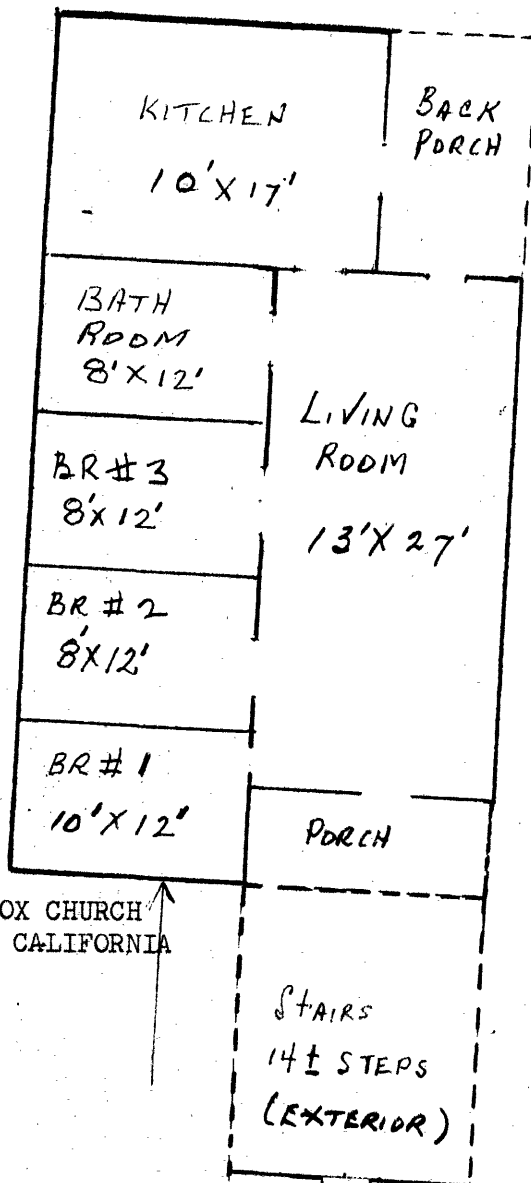 KITCHEN
10'X17'
BACK
PORCH
BATH
ROOM
8'X12'
LIVING
ROOM
13'X27'
BR#3
8'X12'
BR#2
8'X12'
BR#1
10'X12'
PORCH
OX CHURCH
CALIFORNIA
STAIRS
14± STEPS
(EXTERIOR)